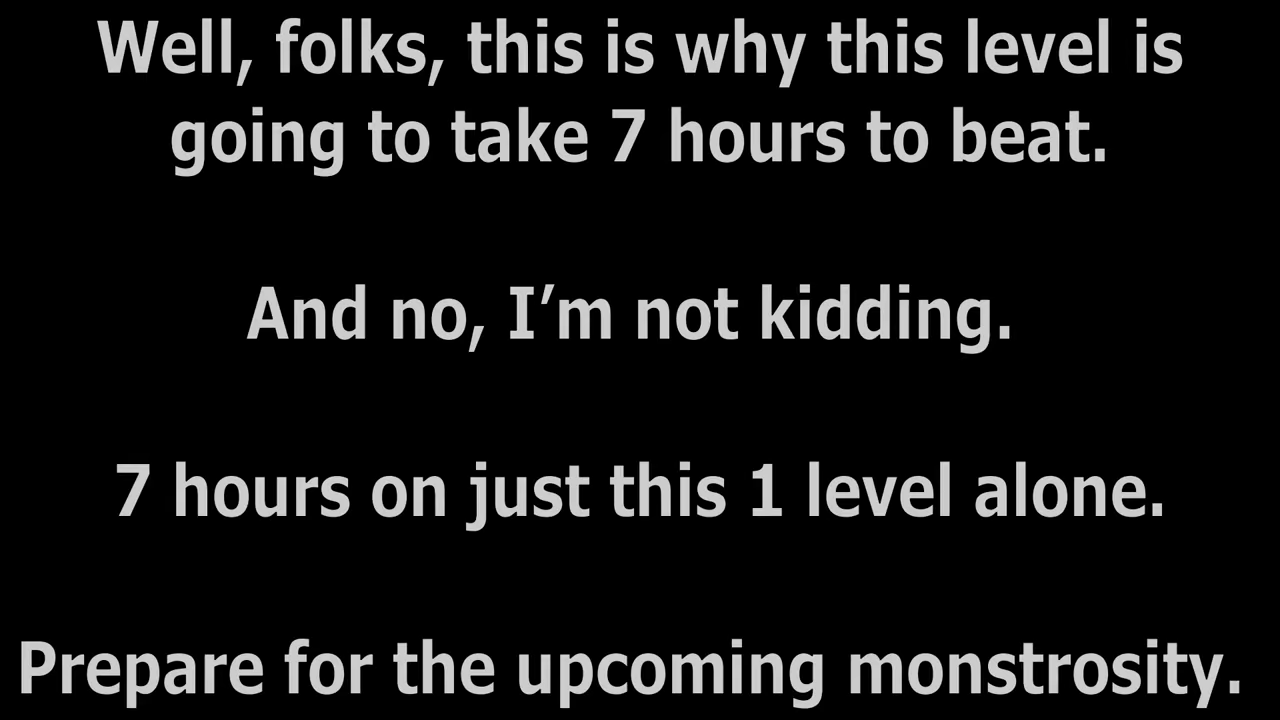 Well, folks, this is why this level is
going to take 7 hours to beat.
And no, I’m not kidding.
7 hours on just this 1 level alone.
Prepare for the upcoming monstrosity.